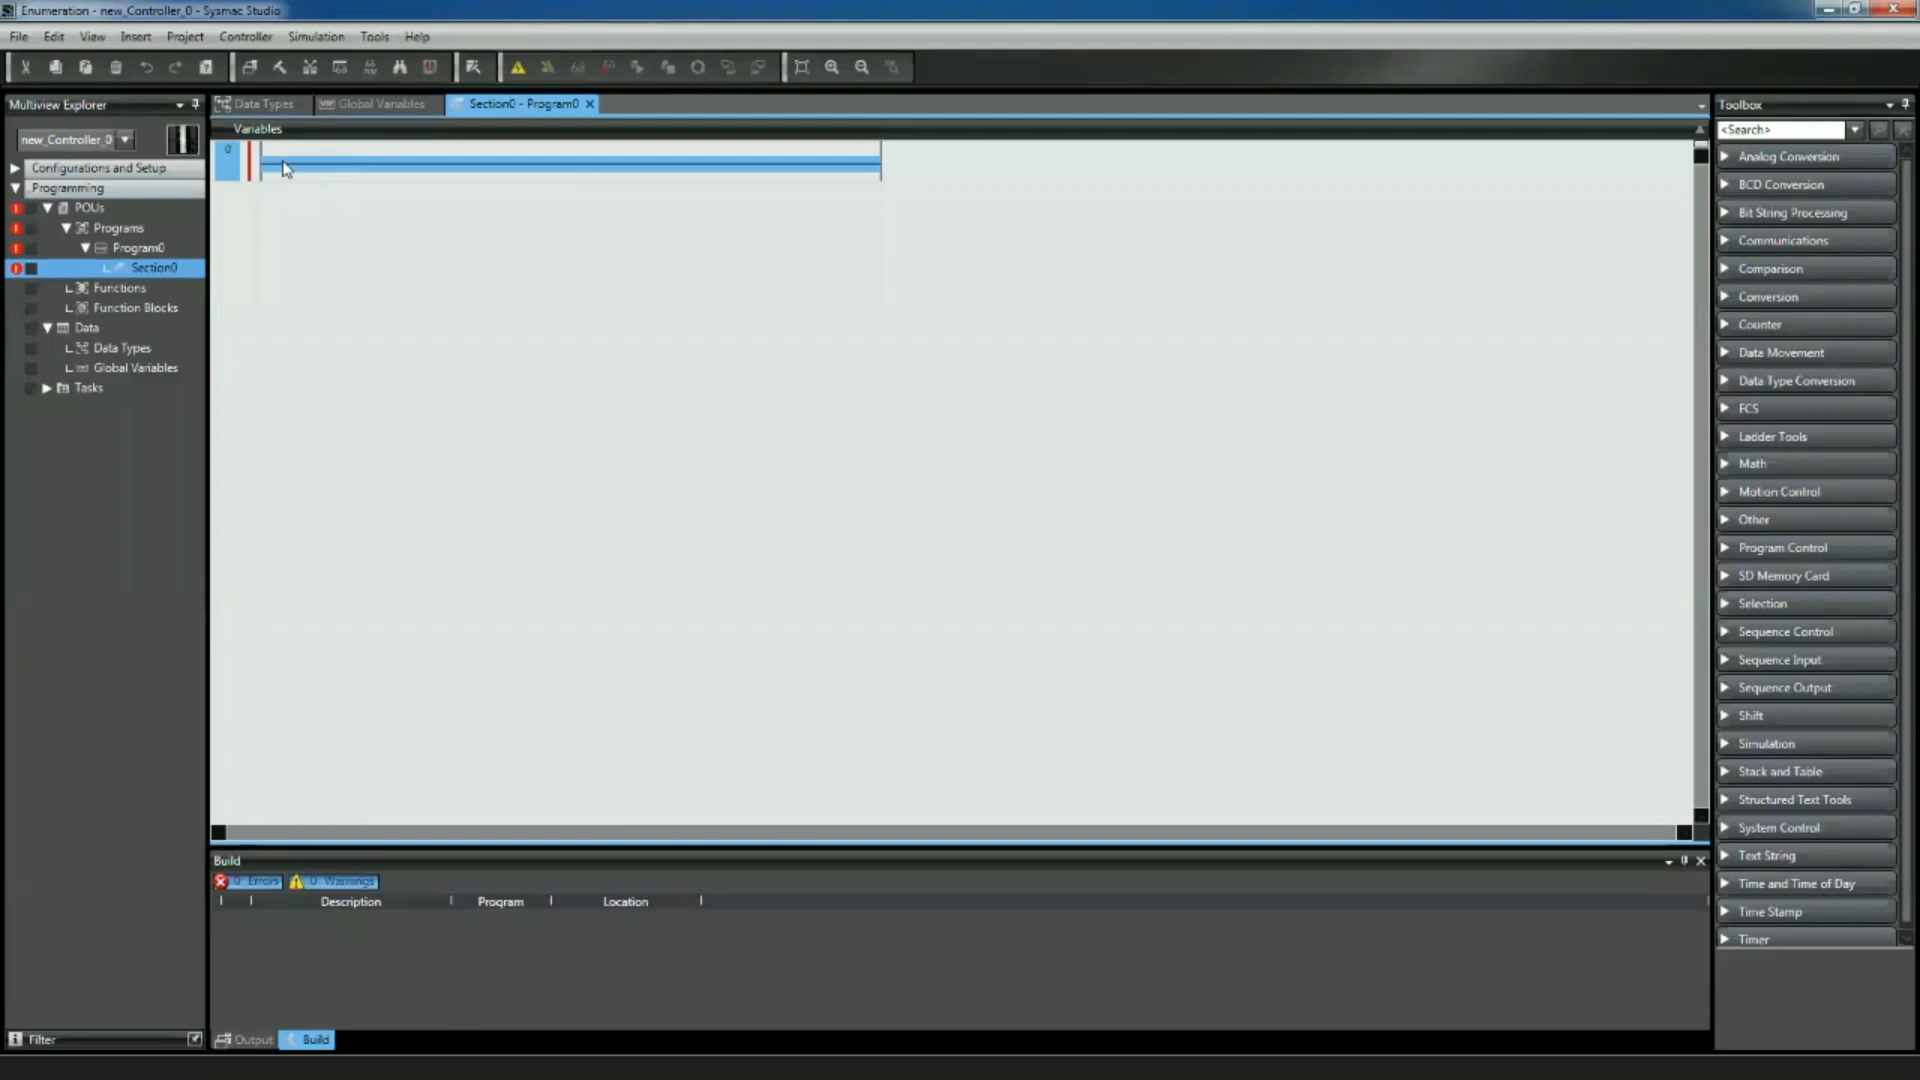 Enumeration - new_Controller_0 - Sysmac Studio
File Edit View Insert Project Controller Simulation Tools Help
Multiview Explorer
new_Controller_0
Configurations and Setup
Programming
POUs
Programs
Program0
Section0
Functions
Function Blocks
Data
Data Types
Global Variables
Tasks
Filter
Data Types
Global Variables
Section0 - Program0
Variables
0
Build
0 Errors
0 Warnings
Description Program Location
Output
Build
Toolbox
<Search>
Analog Conversion
BCD Conversion
Bit String Processing
Communications
Comparison
Conversion
Counter
Data Movement
Data Type Conversion
FCS
Ladder Tools
Math
Motion Control
Other
Program Control
SD Memory Card
Selection
Sequence Control
Sequence Input
Sequence Output
Shift
Simulation
Stack and Table
Structured Text Tools
System Control
Text String
Time and Time of Day
Time Stamp
Timer